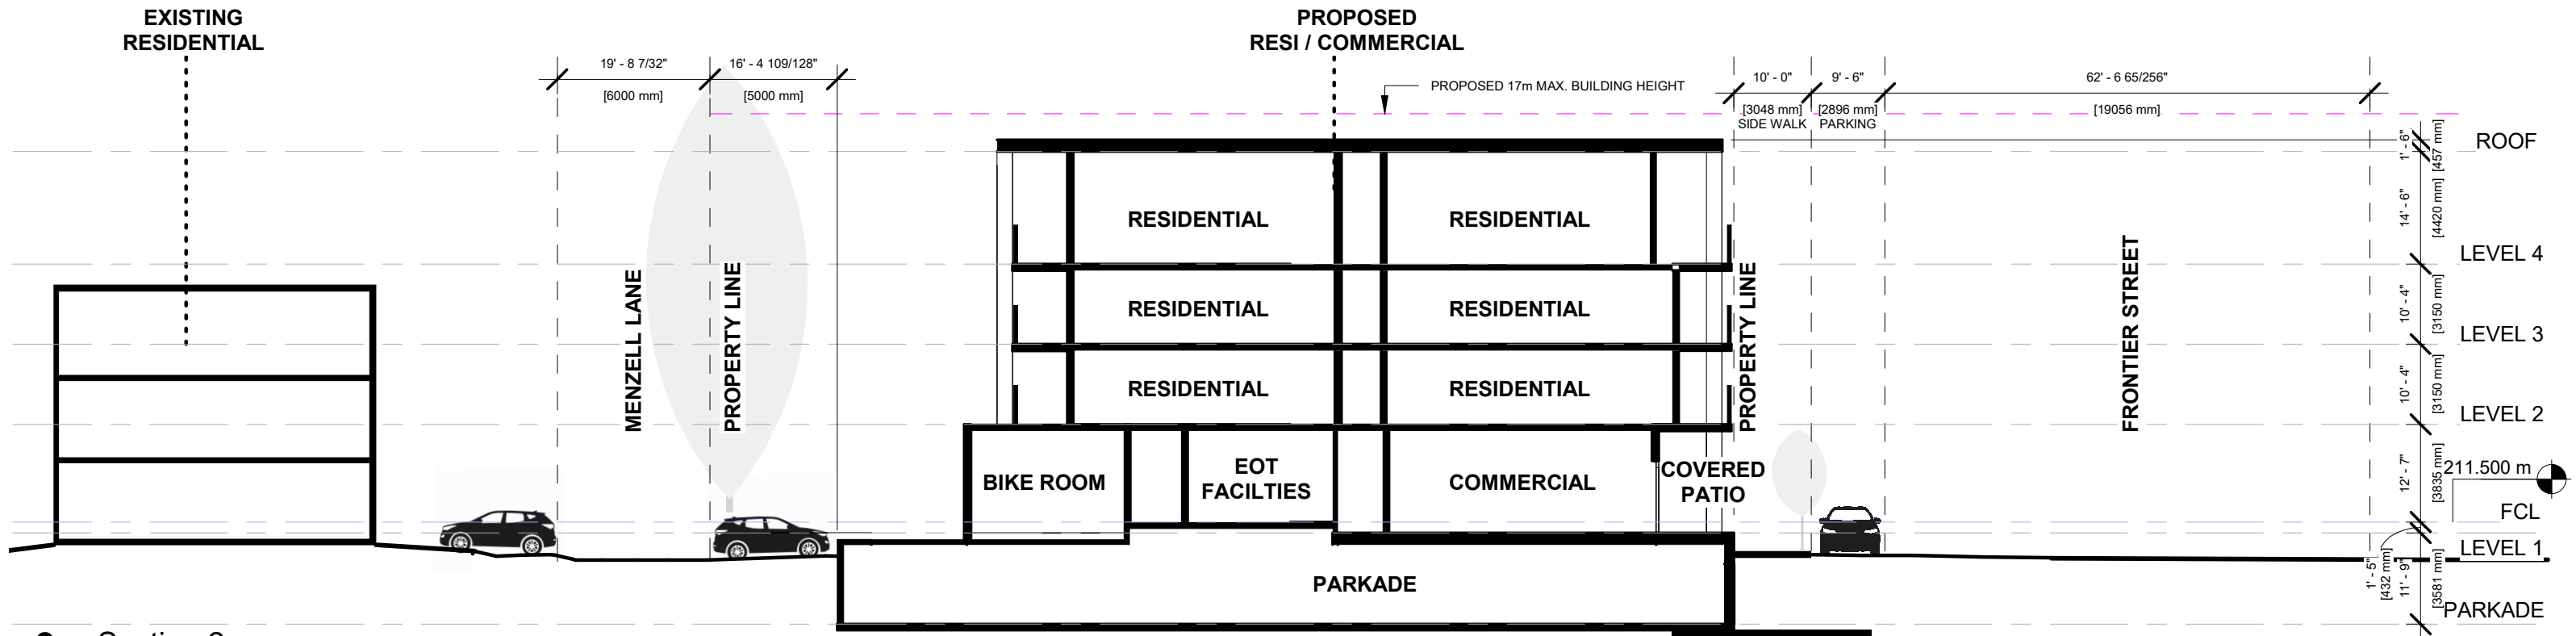 EXISTING
RESIDENTIAL
PROPOSED
RESI / COMMERCIAL
19' - 8 7/32"
[6000 mm]
16' - 4 109/128"
[5000 mm]
PROPOSED 17m MAX. BUILDING HEIGHT
10' - 0"
[3048 mm]
SIDE WALK
9' - 6"
[2896 mm]
PARKING
62' - 6 65/256"
[19056 mm]
1' - 6"
[457 mm]
ROOF
14' - 6"
[4420 mm]
RESIDENTIAL
RESIDENTIAL
LEVEL 4
10' - 4"
[3150 mm]
RESIDENTIAL
RESIDENTIAL
LEVEL 3
MENZELL LANE
PROPERTY LINE
PROPERTY LINE
FRONTIER STREET
10' - 4"
[3150 mm]
RESIDENTIAL
RESIDENTIAL
LEVEL 2
12' - 7"
[3835 mm]
BIKE ROOM
EOT
FACILTIES
COMMERCIAL
COVERED
PATIO
211.500 m
FCL
LEVEL 1
1' - 5"
[432 mm]
11' - 9"
[3581 mm]
PARKADE
PARKADE